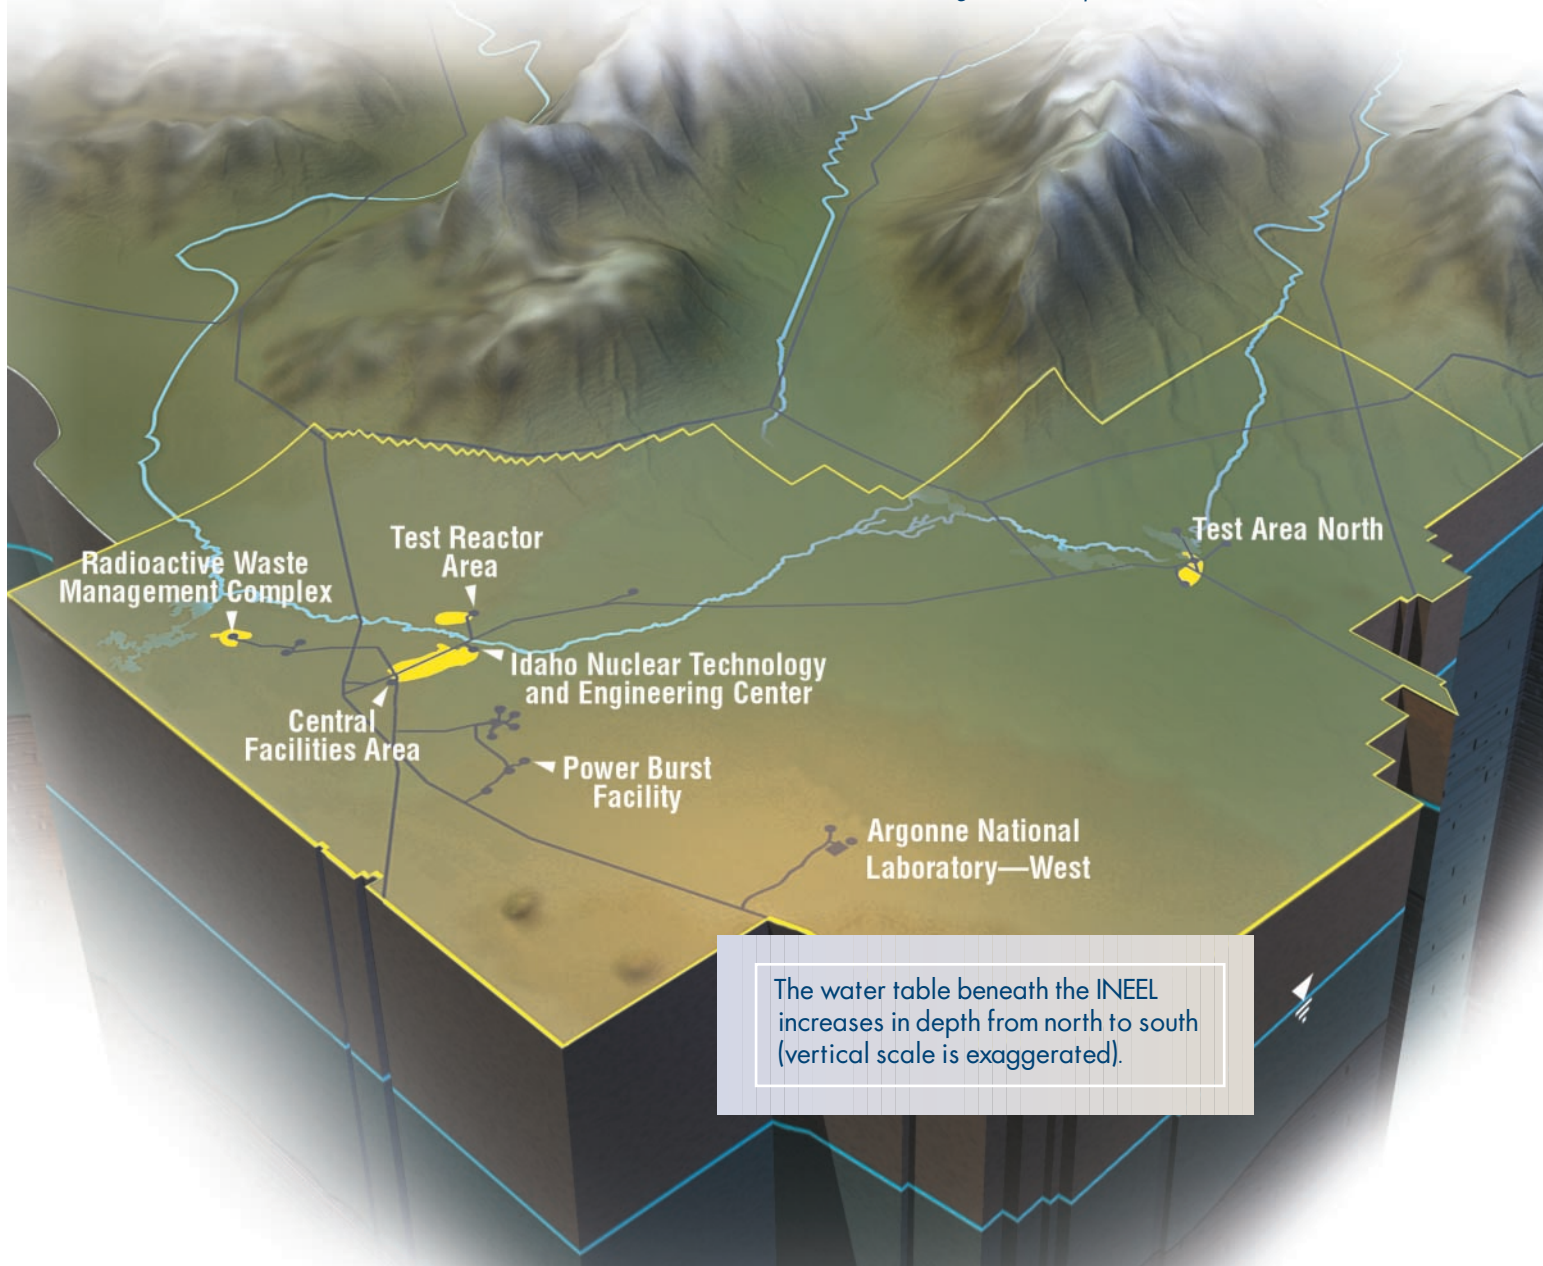 Test Reactor
Area
Test Area North
Radioactive Waste
Management Complex
Idaho Nuclear Technology
and Engineering Center
Central
Facilities Area
Power Burst
Facility
Argonne National
Laboratory—West
The water table beneath the INEEL
increases in depth from north to south
(vertical scale is exaggerated).